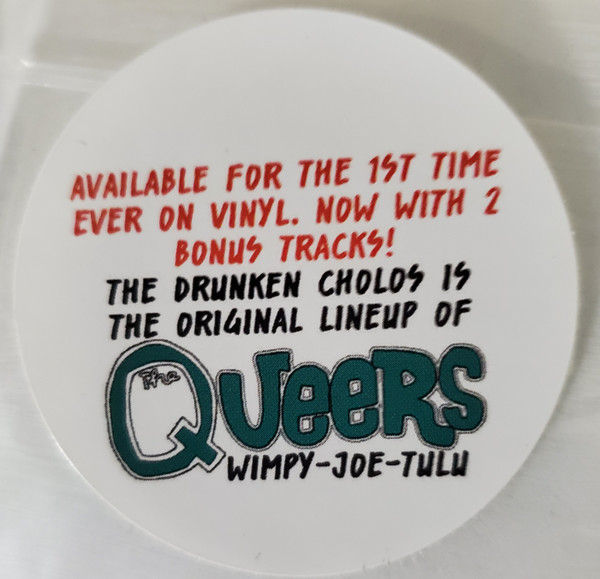 AVAILABLE FOR THE 1ST TIME
EVER ON VINYL. NOW WITH 2
BONUS TRACKS!
THE DRUNKEN CHOLOS IS
THE ORIGINAL LINEUP OF
The QUEERS
WIMPY-JOE-TULU